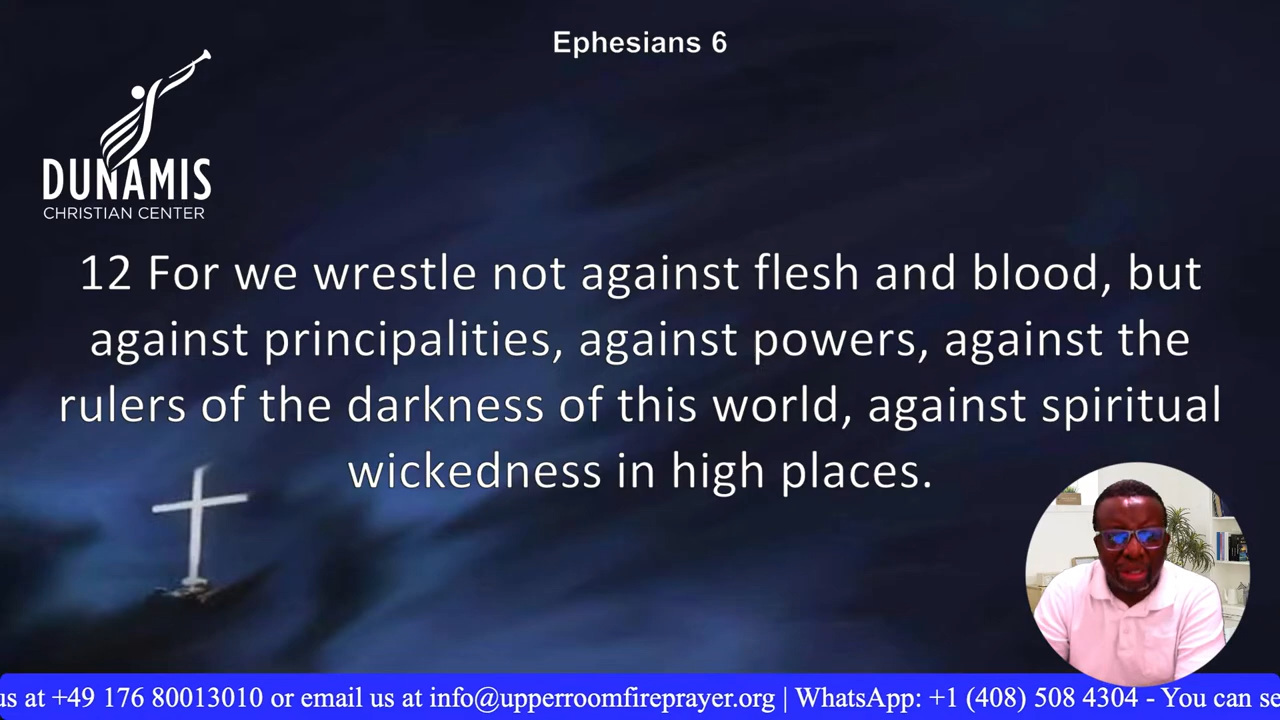 Ephesians 6
DUNAMIS
CHRISTIAN CENTER
12 For we wrestle not against flesh and blood, but
against principalities, against powers, against the
rulers of the darkness of this world, against spiritual
wickedness in high places.
us at +49 176 80013010 or email us at info@upperroomfireprayer.org | WhatsApp: +1 (408) 508 4304 - You can se